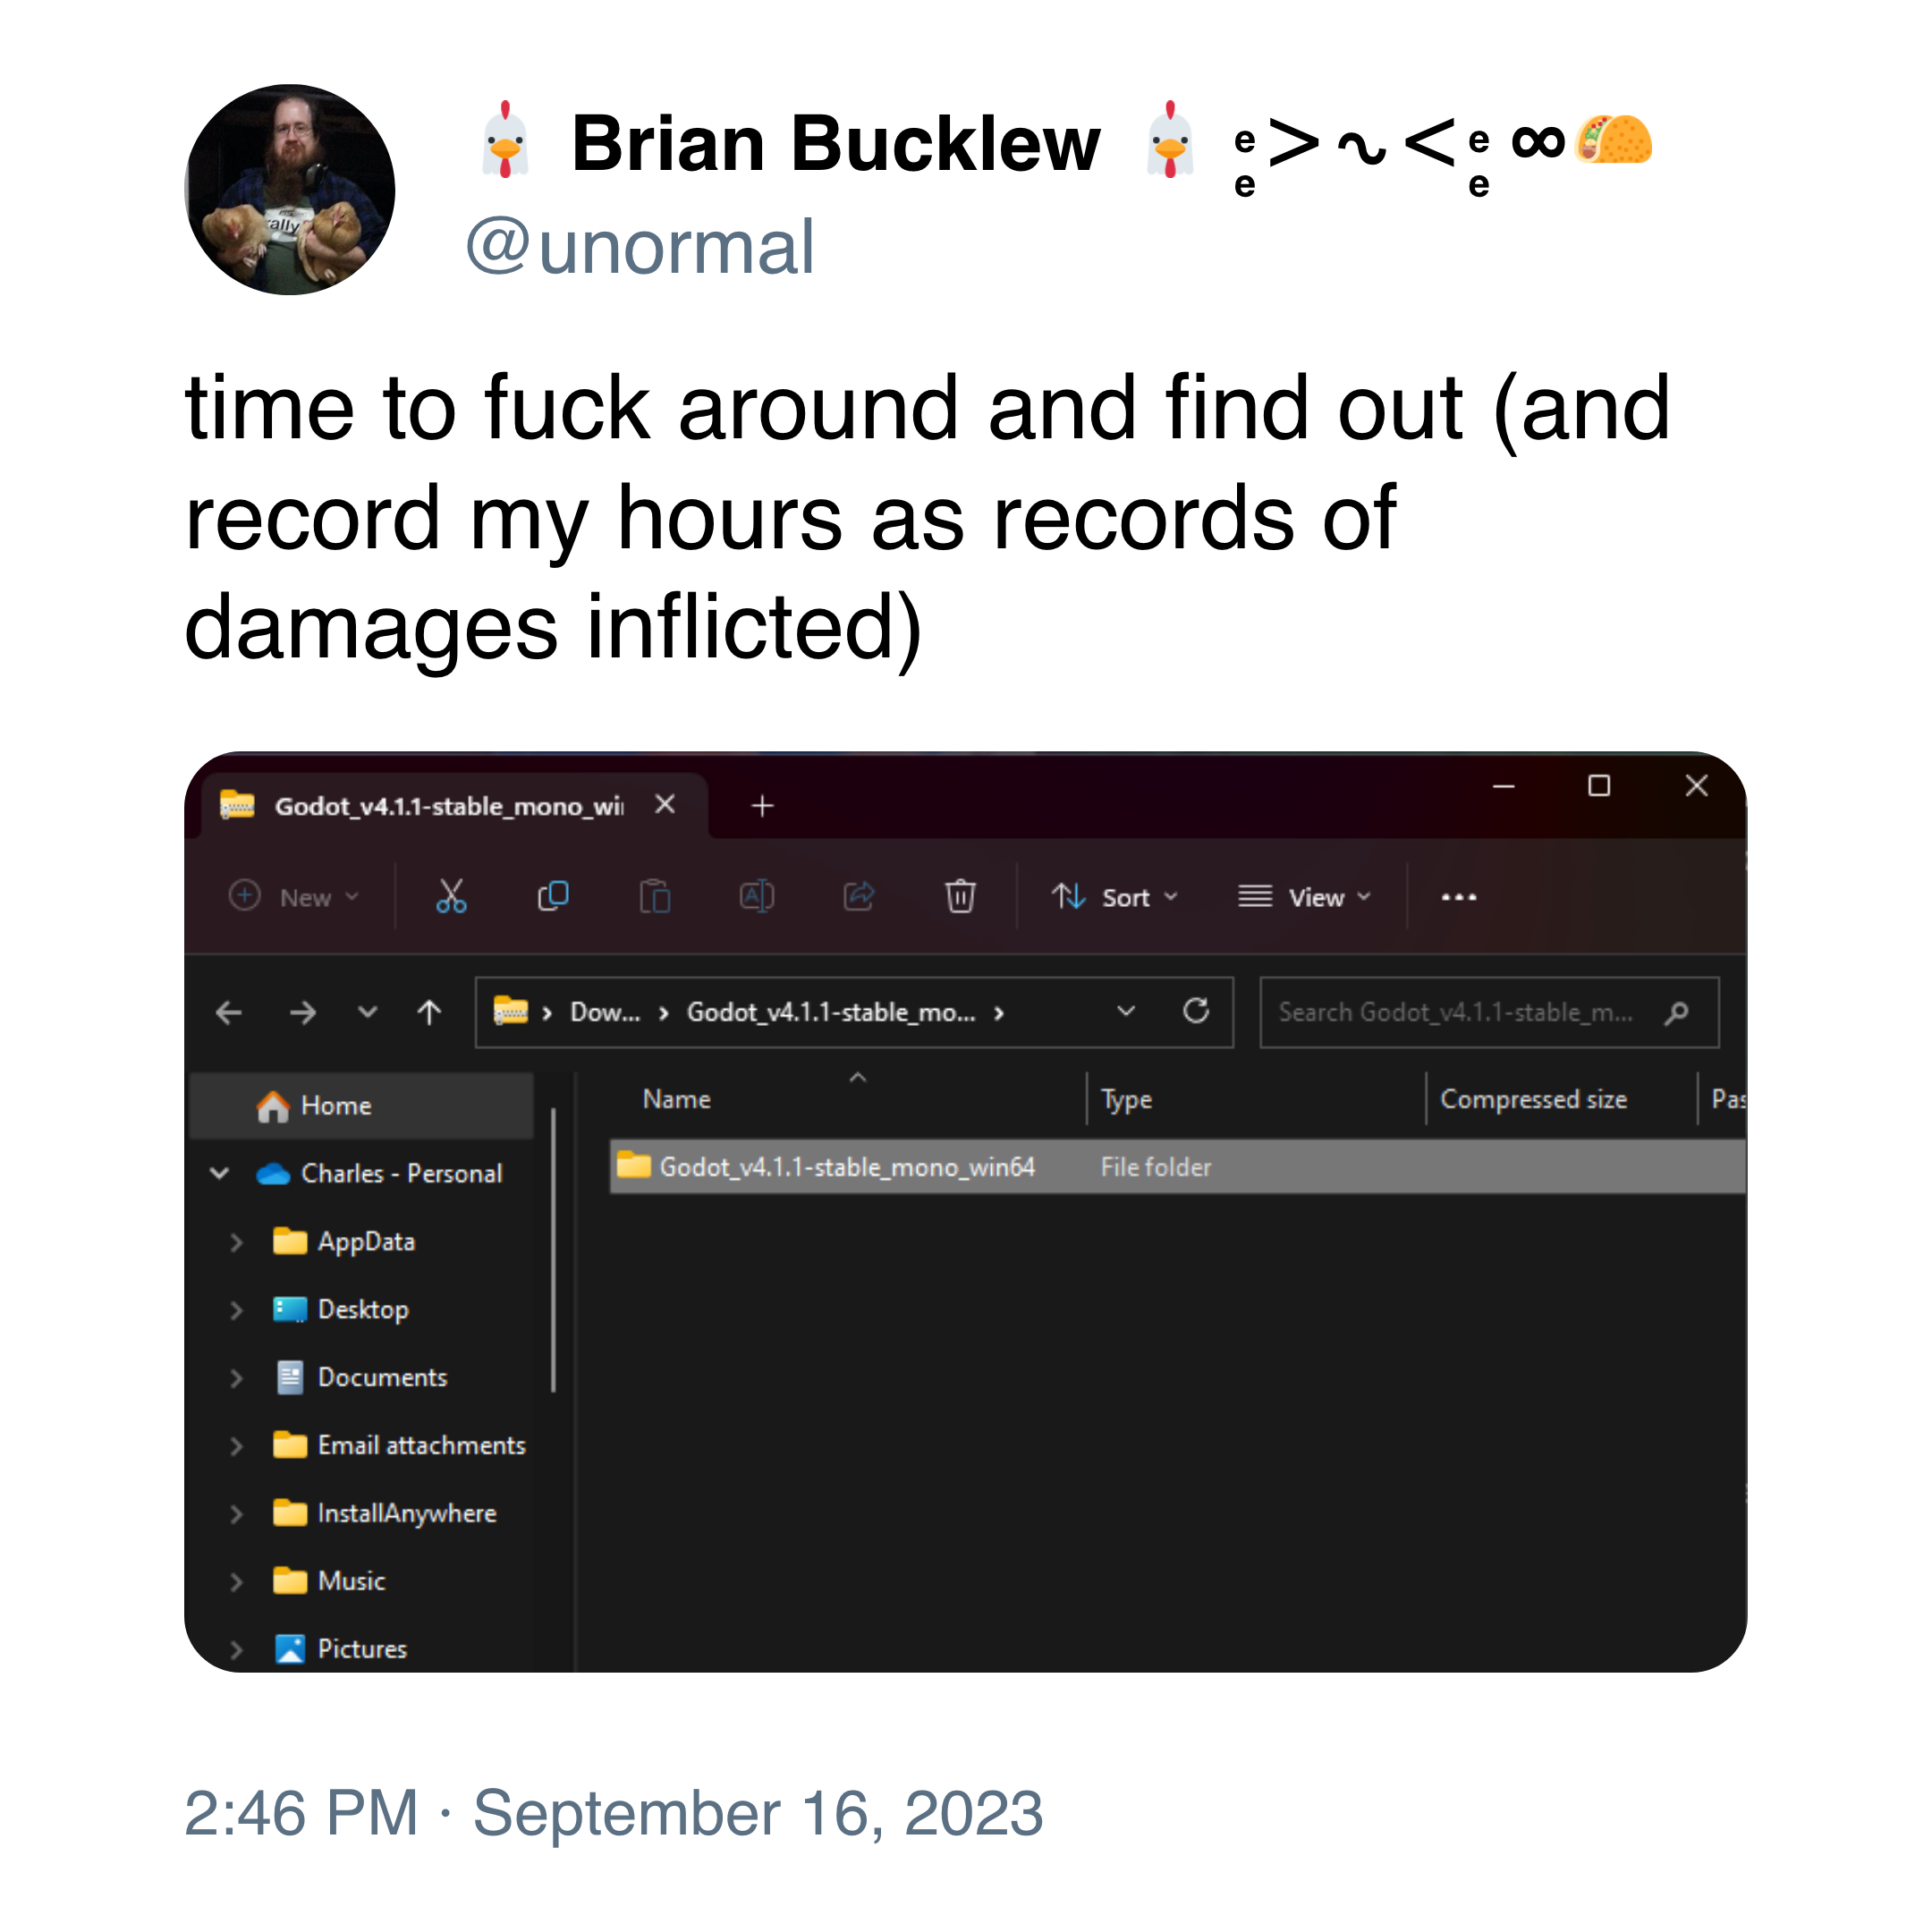 🐔 Brian Bucklew 🐔 ͤ>∿<ͤ ∞🌮
@unormal
time to fuck around and find out (and
record my hours as records of
damages inflicted)
Godot_v4.1.1-stable_mono_wi
New
Sort
View
Dow...
Godot_v4.1.1-stable_mo...
Search Godot_v4.1.1-stable_m...
Name
Type
Compressed size
Home
Godot_v4.1.1-stable_mono_win64
File folder
Charles - Personal
AppData
Desktop
Documents
Email attachments
InstallAnywhere
Music
Pictures
2:46 PM · September 16, 2023